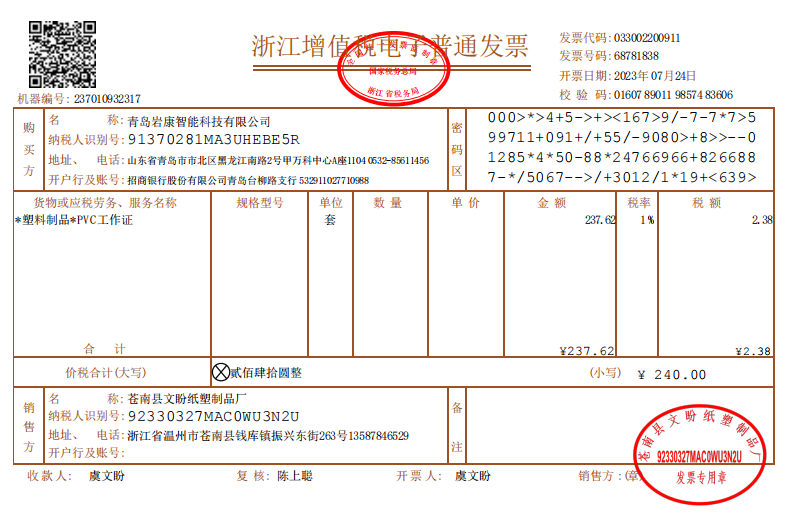 浙江增值税电子普通发票
全国统一发票监制章
国家税务总局
浙江省税务局
发票代码: 033002200911
发票号码: 68781838
开票日期: 2023年07月24日
校 验 码: 01607 89011 98574 83606
机器编号: 237010932317
购买方
名 称: 青岛岩康智能科技有限公司
纳税人识别号: 91370281MA3UHEBE5R
地址、 电话: 山东省青岛市市北区黑龙江南路2号甲万科中心A座1104 0532-85611456
开户行及账号: 招商银行股份有限公司青岛台柳路支行 532911027710988
密码区
000>*>4+5->+><167>9/-7-7*7>5
99711+091+/+55/-9080>+8>>--0
1285*4*50-88*24766966+826688
7-*/5067-->/+3012/1*19+<639>
货物或应税劳务、服务名称 规格型号 单位 数 量 单 价 金 额 税率 税 额
*塑料制品*PVC工作证 套 237.62 1% 2.38
合 计 ¥237.62 ¥2.38
价税合计(大写) ⊗贰佰肆拾圆整 (小写) ¥ 240.00
销售方
名 称: 苍南县文盼纸塑制品厂
纳税人识别号: 92330327MAC0WU3N2U
地址、 电话: 浙江省温州市苍南县钱库镇振兴东街263号13587846529
开户行及账号:
备注
收款人: 虞文盼 复 核: 陈上聪 开 票 人: 虞文盼 销售方:(章)
苍南县文盼纸塑制品厂
92330327MAC0WU3N2U
发票专用章